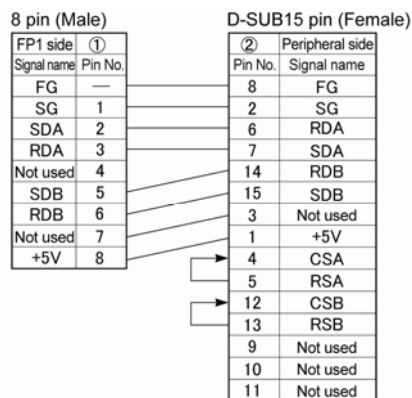 8 pin (Male)
D-SUB15 pin (Female)
FP1 side ①
Signal name Pin No.
FG —
SG 1
SDA 2
RDA 3
Not used 4
SDB 5
RDB 6
Not used 7
+5V 8
② Peripheral side
Pin No. Signal name
8 FG
2 SG
6 RDA
7 SDA
14 RDB
15 SDB
3 Not used
1 +5V
4 CSA
5 RSA
12 CSB
13 RSB
9 Not used
10 Not used
11 Not used